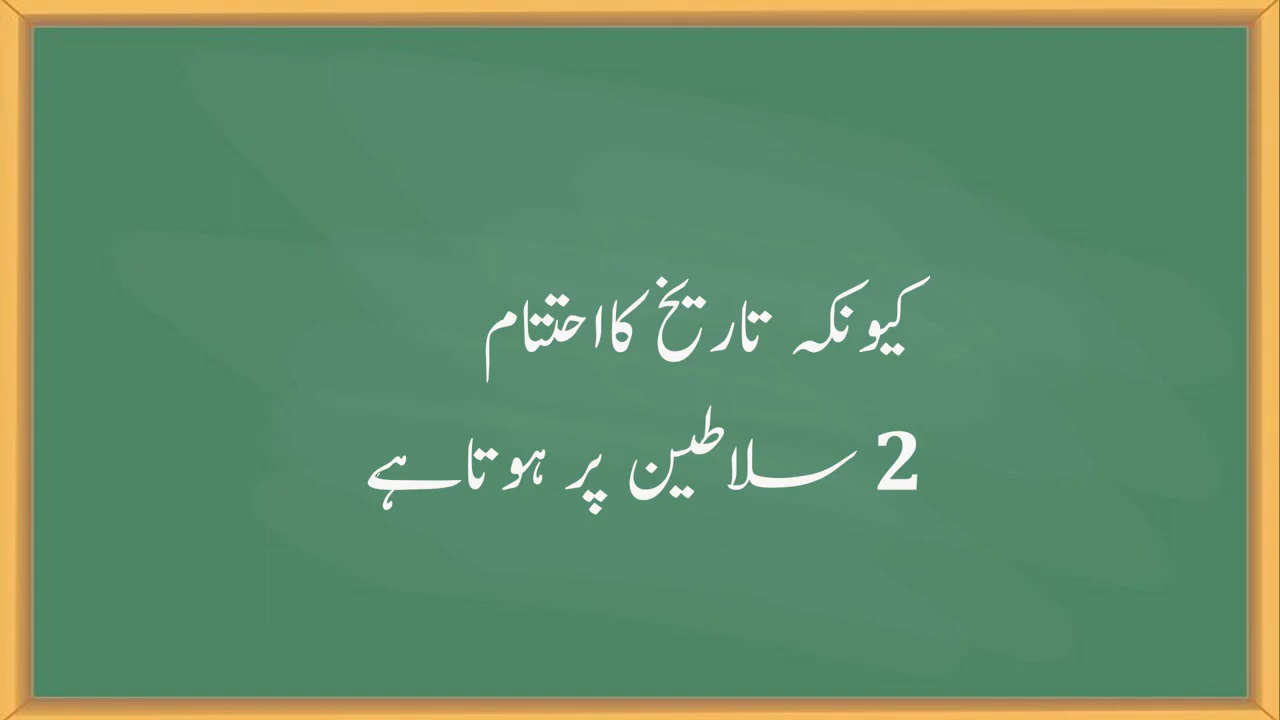 کیونکہ تاریخ کا اختتام
2 سلاطین پر ہوتا ہے